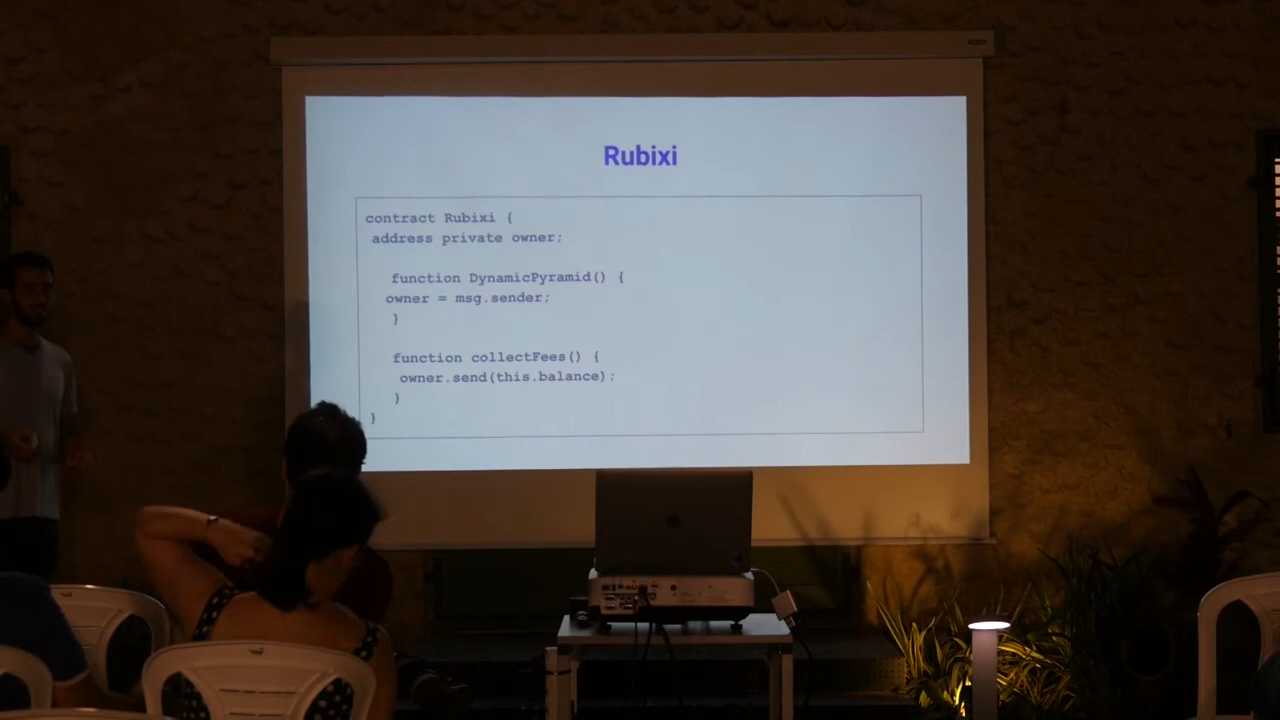 Rubixi
contract Rubixi {
address private owner;
function DynamicPyramid() {
owner = msg.sender;
}
function collectFees() {
owner.send(this.balance);
}
}